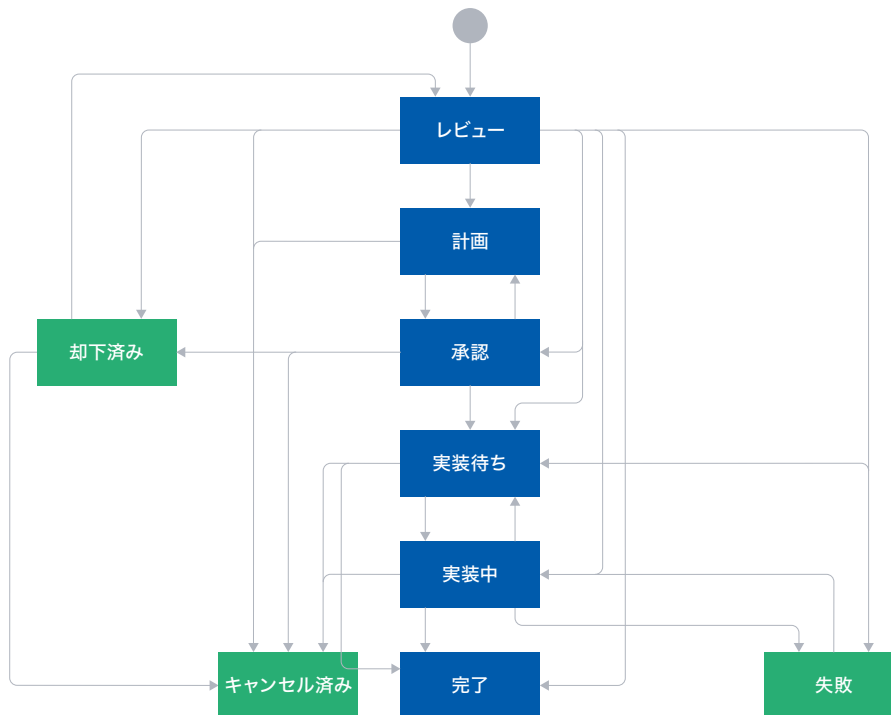 レビュー
計画
却下済み
承認
実装待ち
実装中
キャンセル済み
完了
失敗